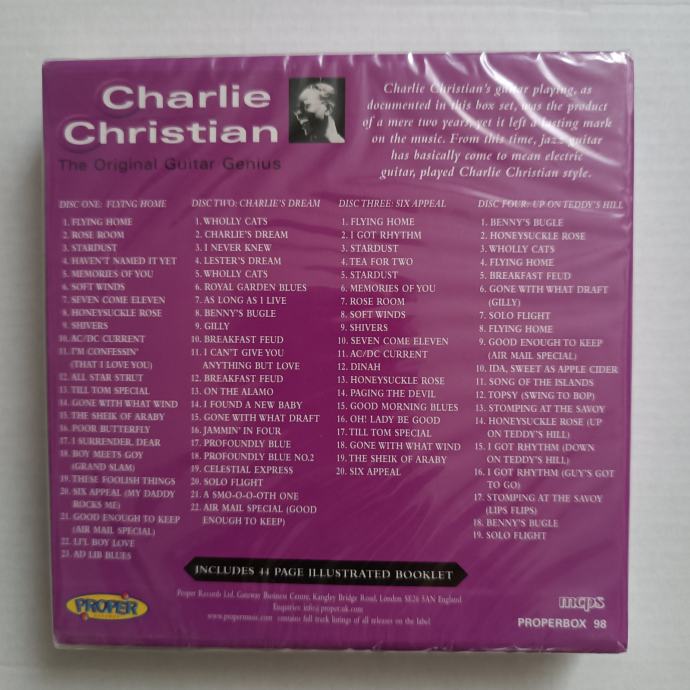 Charlie
Christian
The Original Guitar Genius
Charlie Christian's guitar playing, as
documented in this box set, was the product
of a mere two years, yet it left a lasting mark
on the music. From this time, jazz guitar
has basically come to mean electric
guitar, played Charlie Christian style.
DISC ONE: FLYING HOME
1. FLYING HOME
2. ROSE ROOM
3. STARDUST
4. HAVEN'T NAMED IT YET
5. MEMORIES OF YOU
6. SOFT WINDS
7. SEVEN COME ELEVEN
8. HONEYSUCKLE ROSE
9. SHIVERS
10. AC/DC CURRENT
11. I'M CONFESSIN'
(THAT I LOVE YOU)
12. ALL STAR STRUT
13. TILL TOM SPECIAL
14. GONE WITH WHAT WIND
15. THE SHEIK OF ARABY
16. POOR BUTTERFLY
17. I SURRENDER, DEAR
18. BOY MEETS GOY
(GRAND SLAM)
19. THESE FOOLISH THINGS
20. SIX APPEAL (MY DADDY
ROCKS ME)
21. GOOD ENOUGH TO KEEP
(AIR MAIL SPECIAL)
22. LI'L BOY LOVE
23. AD LIB BLUES
DISC TWO: CHARLIE'S DREAM
1. WHOLLY CATS
2. CHARLIE'S DREAM
3. I NEVER KNEW
4. LESTER'S DREAM
5. WHOLLY CATS
6. ROYAL GARDEN BLUES
7. AS LONG AS I LIVE
8. BENNY'S BUGLE
9. GILLY
10. BREAKFAST FEUD
11. I CAN'T GIVE YOU
ANYTHING BUT LOVE
12. BREAKFAST FEUD
13. ON THE ALAMO
14. I FOUND A NEW BABY
15. GONE WITH WHAT DRAFT
16. JAMMIN' IN FOUR
17. PROFOUNDLY BLUE
18. PROFOUNDLY BLUE NO.2
19. CELESTIAL EXPRESS
20. SOLO FLIGHT
21. A SMO-O-O-OTH ONE
22. AIR MAIL SPECIAL (GOOD
ENOUGH TO KEEP)
DISC THREE: SIX APPEAL
1. FLYING HOME
2. I GOT RHYTHM
3. STARDUST
4. TEA FOR TWO
5. STARDUST
6. MEMORIES OF YOU
7. ROSE ROOM
8. SOFT WINDS
9. SHIVERS
10. SEVEN COME ELEVEN
11. AC/DC CURRENT
12. DINAH
13. HONEYSUCKLE ROSE
14. PAGING THE DEVIL
15. GOOD MORNING BLUES
16. OH! LADY BE GOOD
17. TILL TOM SPECIAL
18. GONE WITH WHAT WIND
19. THE SHEIK OF ARABY
20. SIX APPEAL
DISC FOUR: UP ON TEDDY'S HILL
1. BENNY'S BUGLE
2. HONEYSUCKLE ROSE
3. WHOLLY CATS
4. FLYING HOME
5. BREAKFAST FEUD
6. GONE WITH WHAT DRAFT
(GILLY)
7. SOLO FLIGHT
8. FLYING HOME
9. GOOD ENOUGH TO KEEP
(AIR MAIL SPECIAL)
10. IDA, SWEET AS APPLE CIDER
11. SONG OF THE ISLANDS
12. TOPSY (SWING TO BOP)
13. STOMPING AT THE SAVOY
14. HONEYSUCKLE ROSE (UP
ON TEDDY'S HILL)
15. I GOT RHYTHM (DOWN
ON TEDDY'S HILL)
16. I GOT RHYTHM (GUY'S GOT
TO GO)
17. STOMPING AT THE SAVOY
(LIPS FLIPS)
18. BENNY'S BUGLE
19. SOLO FLIGHT
INCLUDES 44 PAGE ILLUSTRATED BOOKLET
Proper Records Ltd. Gateway Business Centre, Kangley Bridge Road, London SE26 5AN England
Enquiries: info@proper.uk.com
www.propermusic.com contains full track listings of all releases on the label
PROPER
mcps
PROPERBOX 98